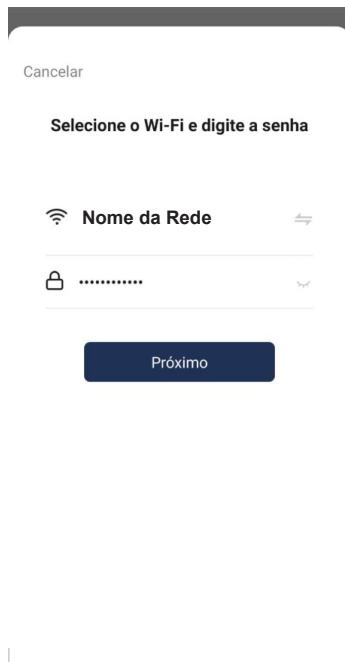 Cancelar
Selecione o Wi-Fi e digite a senha
Nome da Rede
••••••••••••
Próximo